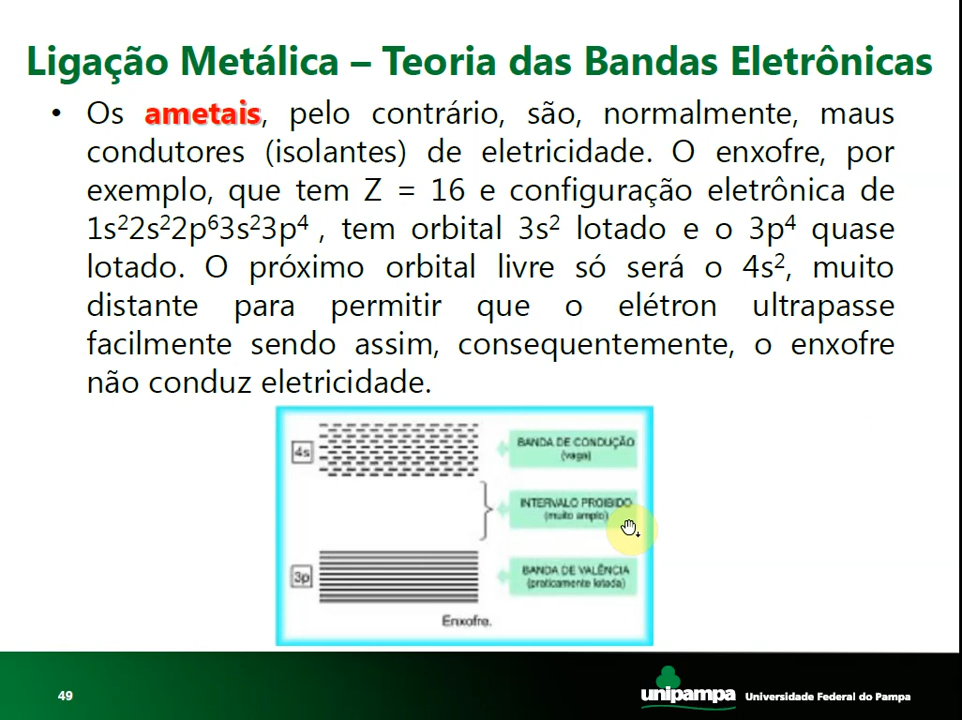 Ligação Metálica – Teoria das Bandas Eletrônicas
• Os ametais, pelo contrário, são, normalmente, maus
condutores (isolantes) de eletricidade. O enxofre, por
exemplo, que tem Z = 16 e configuração eletrônica de
1s²2s²2p⁶3s²3p⁴ , tem orbital 3s² lotado e o 3p⁴ quase
lotado. O próximo orbital livre só será o 4s², muito
distante para permitir que o elétron ultrapasse
facilmente sendo assim, consequentemente, o enxofre
não conduz eletricidade.
4s
BANDA DE CONDUÇÃO
(vaga)
INTERVALO PROIBIDO
(muito amplo)
3p
BANDA DE VALÊNCIA
(praticamente lotada)
Enxofre.
49
unipampa
Universidade Federal do Pampa